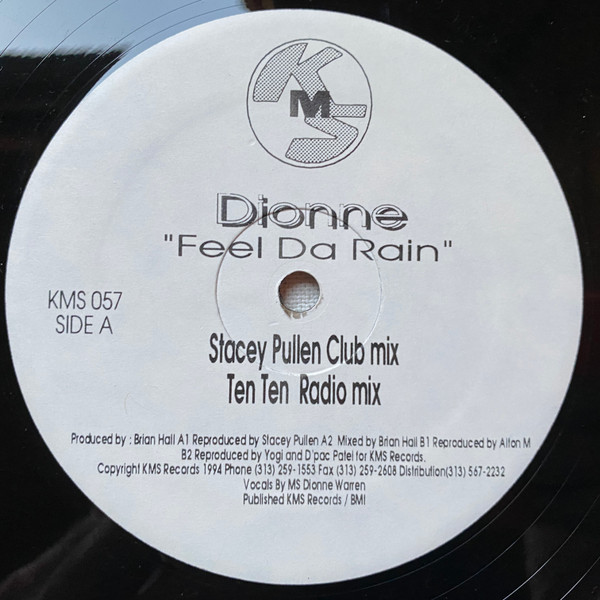 KMS
Dionne
"Feel Da Rain"
KMS 057
SIDE A
Stacey Pullen Club mix
Ten Ten Radio mix
Produced by : Brian Hall A1 Reproduced by Stacey Pullen A2 Mixed by Brian Hall B1 Reproduced by Alton M
B2 Reproduced by Yogi and D'pac Patel for KMS Records.
Copyright KMS Records 1994 Phone (313) 259-1553 Fax (313) 259-2608 Distribution(313) 567-2232
Vocals By MS Dionne Warren
Published KMS Records / BMI